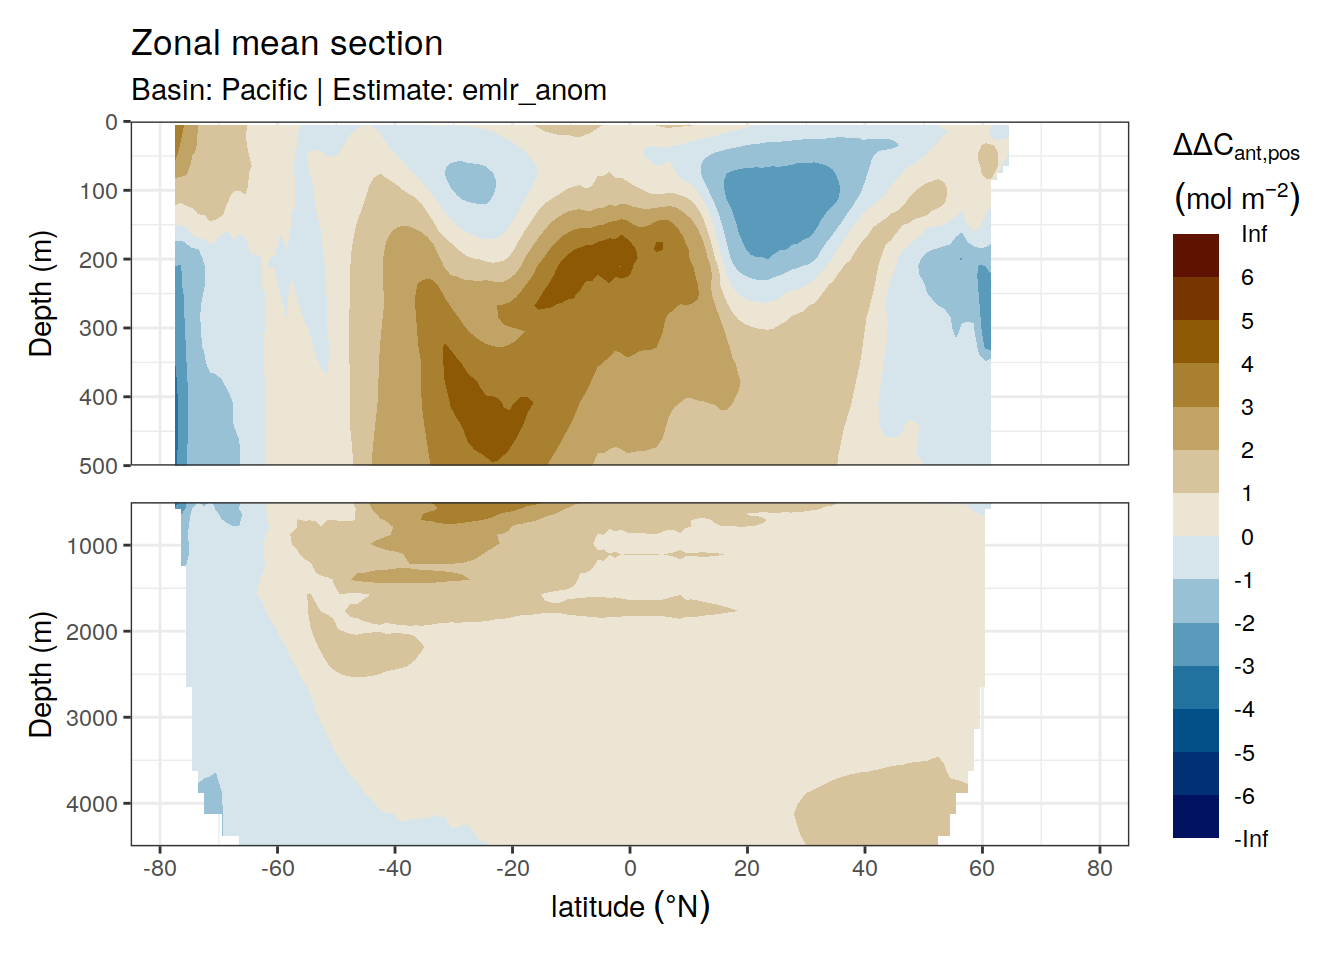 Zonal mean section
Basin: Pacific | Estimate: emlr_anom
0
100
200
300
400
500
Depth (m)
1000
2000
3000
4000
Depth (m)
-80 -60 -40 -20 0 20 40 60 80
latitude (°N)
ΔΔC_ant,pos
(mol m⁻²)
Inf
6
5
4
3
2
1
0
-1
-2
-3
-4
-5
-6
-Inf